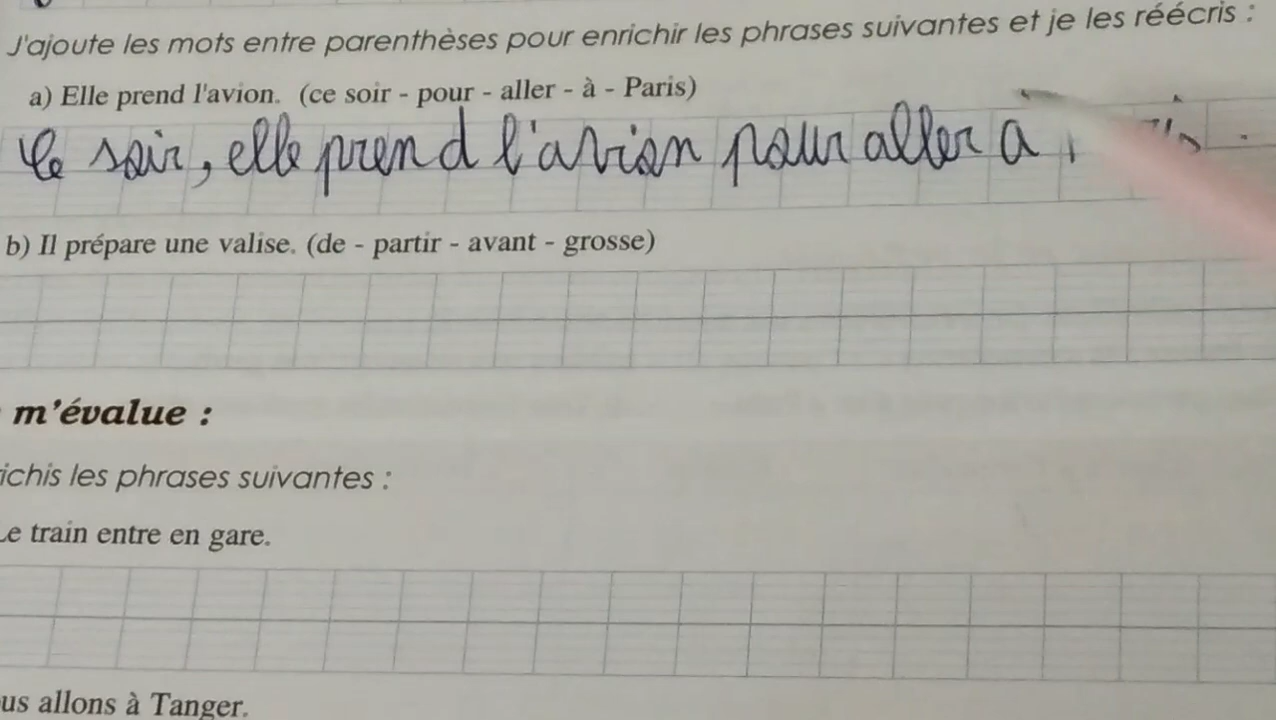 J'ajoute les mots entre parenthèses pour enrichir les phrases suivantes et je les réécris :
a) Elle prend l'avion. (ce soir - pour - aller - à - Paris)
Ce soir, elle prend l'avion pour aller à
b) Il prépare une valise. (de - partir - avant - grosse)
m'évalue :
ichis les phrases suivantes :
Le train entre en gare.
us allons à Tanger.